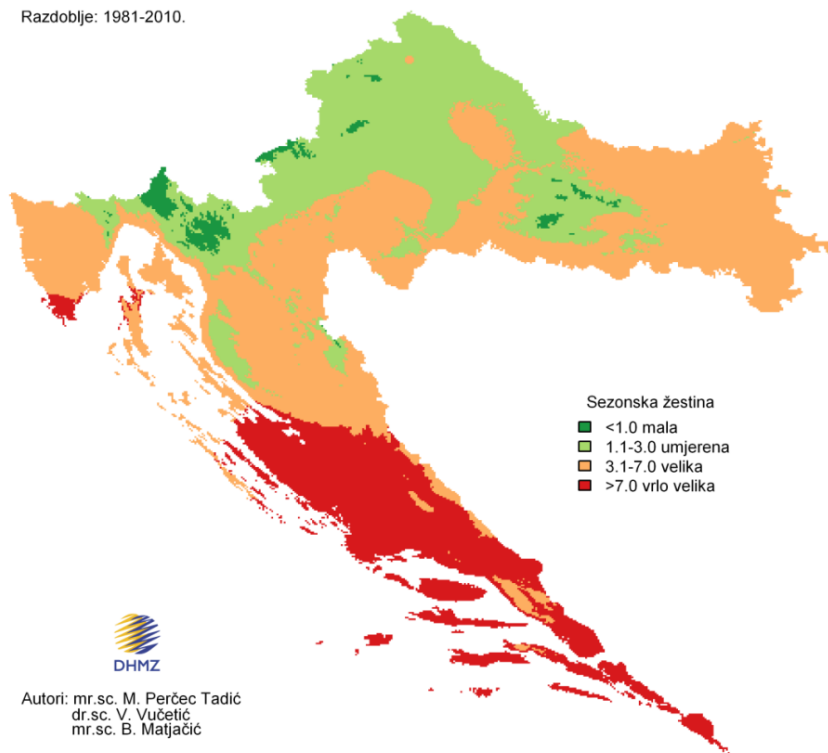 Razdoblje: 1981-2010.
Sezonska žestina
<1.0 mala
1.1-3.0 umjerena
3.1-7.0 velika
>7.0 vrlo velika
DHMZ
Autori: mr.sc. M. Perčec Tadić
dr.sc. V. Vučetić
mr.sc. B. Matjačić